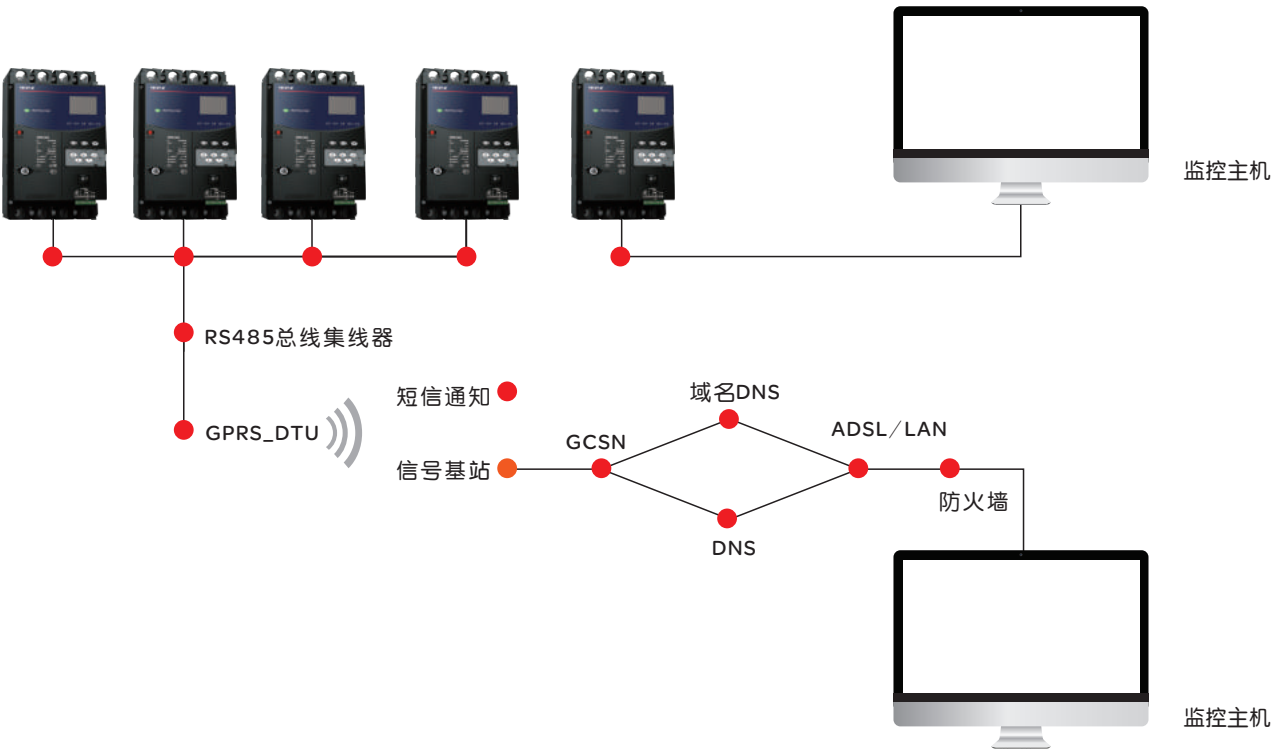 监控主机
RS485总线集线器
短信通知
域名DNS
GPRS_DTU
GCSN
ADSL/LAN
信号基站
防火墙
DNS
监控主机